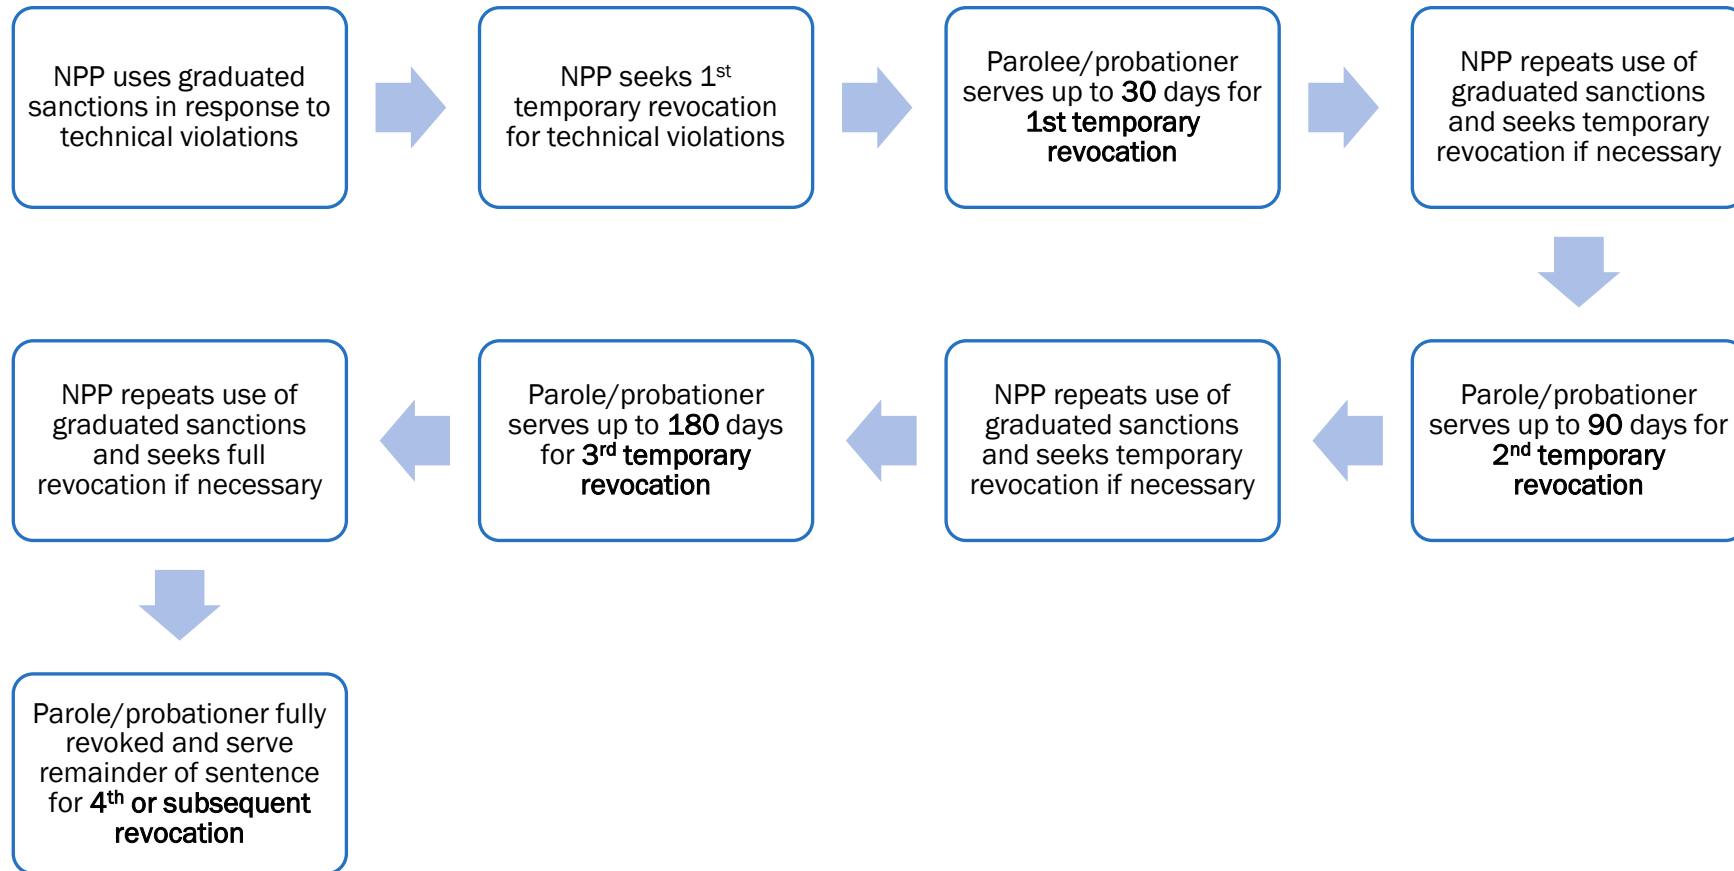 NPP uses graduated
sanctions in response to
technical violations
NPP seeks 1st
temporary revocation
for technical violations
Parolee/probationer
serves up to 30 days for
1st temporary
revocation
NPP repeats use of
graduated sanctions
and seeks temporary
revocation if necessary
Parole/probationer
serves up to 90 days for
2nd temporary
revocation
NPP repeats use of
graduated sanctions
and seeks temporary
revocation if necessary
Parole/probationer
serves up to 180 days
for 3rd temporary
revocation
NPP repeats use of
graduated sanctions
and seeks full
revocation if necessary
Parole/probationer fully
revoked and serve
remainder of sentence
for 4th or subsequent
revocation